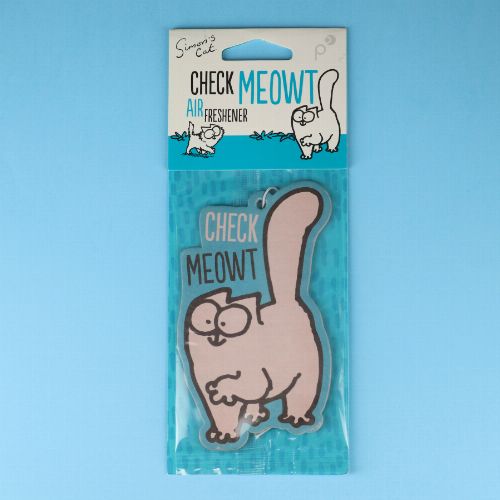 Simon's
Cat
CHECK MEOWT
AIR FRESHENER
CHECK
MEOWT